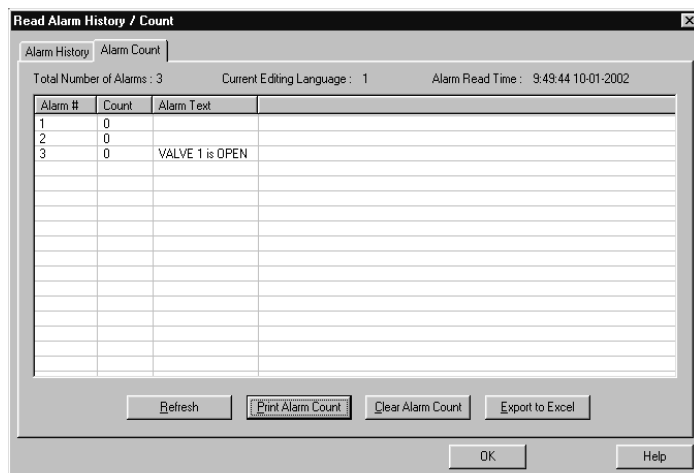 Read Alarm History / Count
Alarm History Alarm Count
Total Number of Alarms : 3 Current Editing Language : 1 Alarm Read Time : 9:49:44 10-01-2002
Alarm # Count Alarm Text
1 0
2 0
3 0 VALVE 1 is OPEN
Refresh Print Alarm Count Clear Alarm Count Export to Excel
OK Help